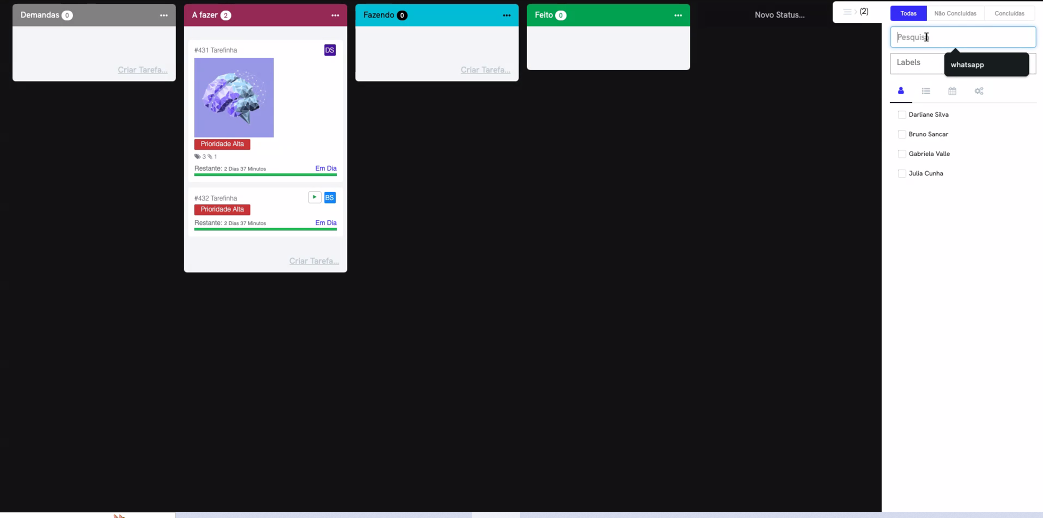 Demandas 0 ...
A fazer 2 ...
Fazendo 0 ...
Feito 0 ...
Novo Status...
(2)
Todas
Não Concluídas
Concluídas
Pesquisa
whatsapp
Labels
Darliane Silva
Bruno Sancar
Gabriela Valle
Julia Cunha
Criar Tarefa...
#431 Tarefinha
DS
Prioridade Alta
3 1
Restante: 2 Dias 37 Minutos
Em Dia
#432 Tarefinha
BS
Prioridade Alta
Restante: 2 Dias 37 Minutos
Em Dia
Criar Tarefa...
Criar Tarefa...